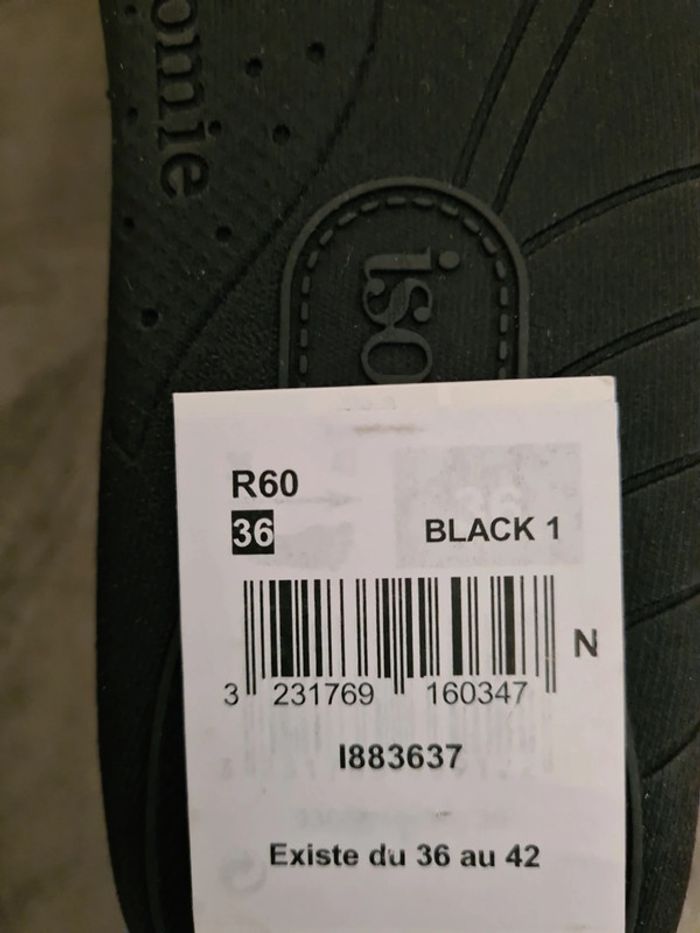 omie
iso
R60
36 BLACK 1
N
3 231769 160347
I883637
Existe du 36 au 42